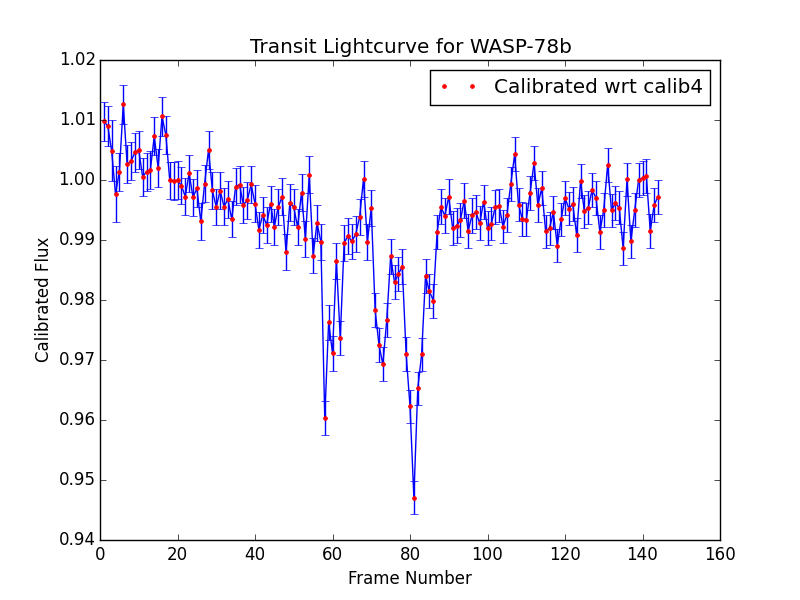 Transit Lightcurve for WASP-78b
1.02
Calibrated wrt calib4
1.01
1.00
0.99
0.98
0.97
0.96
0.95
0.94
Calibrated Flux
0 20 40 60 80 100 120 140 160
Frame Number